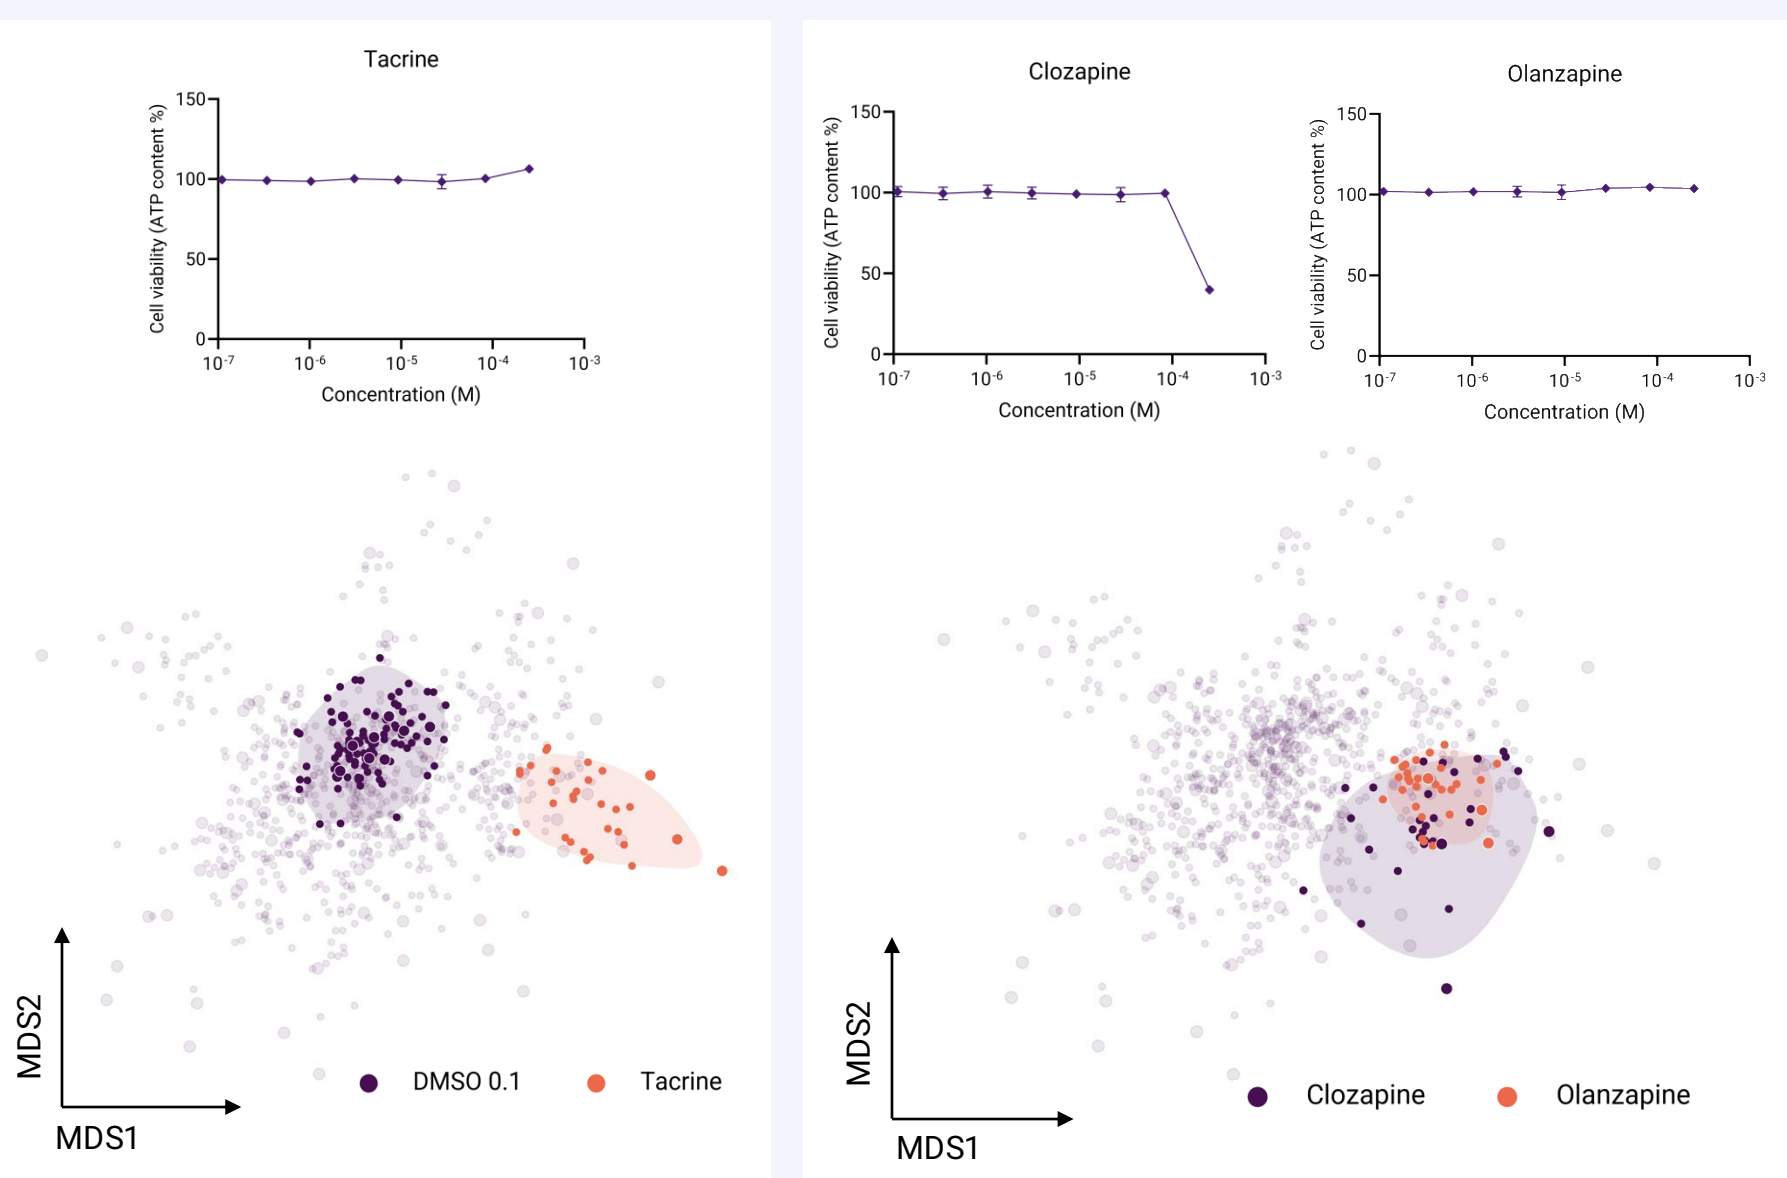 Tacrine
Cell viability (ATP content %)
150
100
50
0
10-7
10-6
10-5
10-4
10-3
Concentration (M)
MDS2
MDS1
DMSO 0.1
Tacrine
Clozapine
Cell viability (ATP content %)
150
100
50
0
10-7
10-6
10-5
10-4
10-3
Concentration (M)
Olanzapine
Cell viability (ATP content %)
150
100
50
0
10-7
10-6
10-5
10-4
10-3
Concentration (M)
MDS2
MDS1
Clozapine
Olanzapine